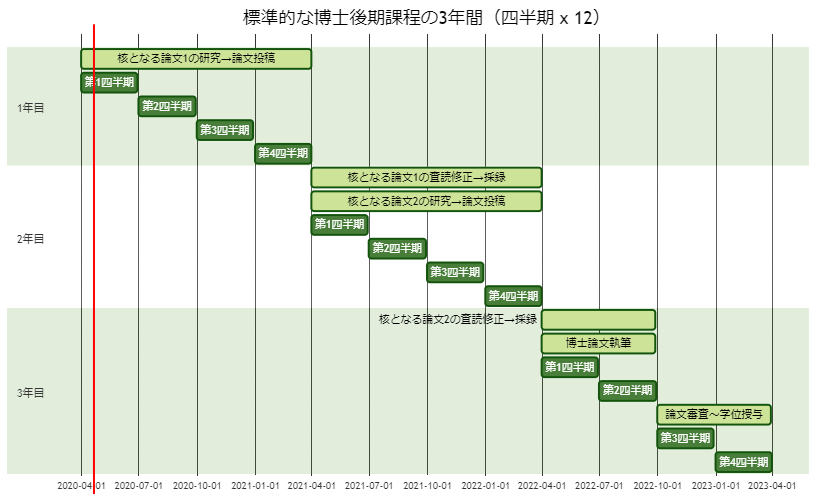 標準的な博士後期課程の3年間（四半期 x 12）
1年目
核となる論文1の研究→論文投稿
第1四半期
第2四半期
第3四半期
第4四半期
2年目
核となる論文1の査読修正→採録
核となる論文2の研究→論文投稿
第1四半期
第2四半期
第3四半期
第4四半期
3年目
核となる論文2の査読修正→採録
博士論文執筆
第1四半期
第2四半期
論文審査～学位授与
第3四半期
第4四半期
2020-04-01 2020-07-01 2020-10-01 2021-01-01 2021-04-01 2021-07-01 2021-10-01 2022-01-01 2022-04-01 2022-07-01 2022-10-01 2023-01-01 2023-04-01